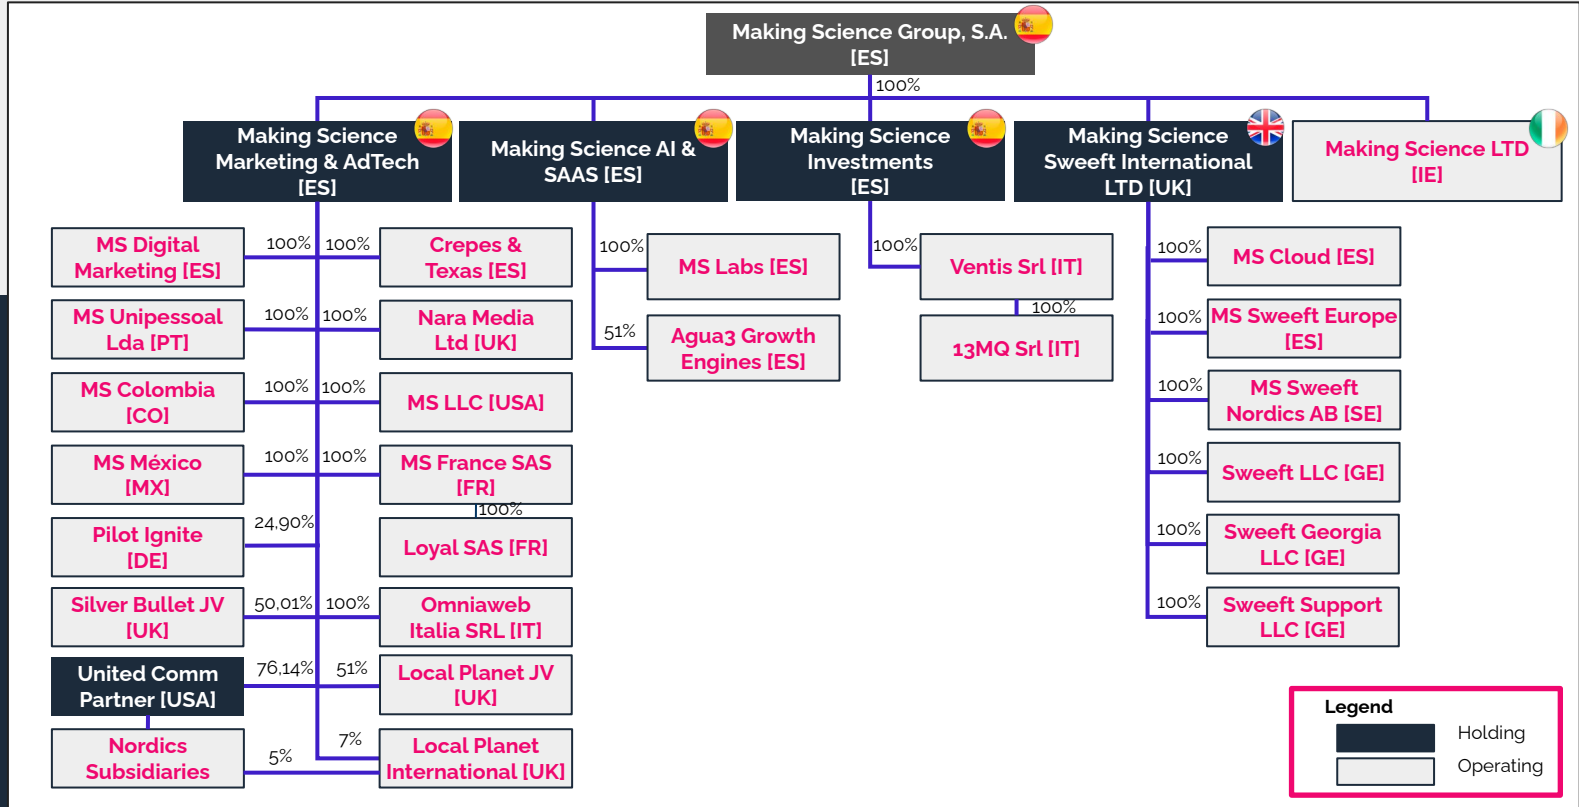 Making Science Group, S.A.
[ES]
100%
Making Science
Marketing & AdTech
[ES]
Making Science AI &
SAAS [ES]
Making Science
Investments
[ES]
Making Science
Sweeft International
LTD [UK]
Making Science LTD
[IE]
MS Digital
Marketing [ES]
100%
100%
Crepes &
Texas [ES]
MS Unipessoal
Lda [PT]
100%
100%
Nara Media
Ltd [UK]
MS Colombia
[CO]
100%
100%
MS LLC [USA]
MS México
[MX]
100%
100%
MS France SAS
[FR]
100%
Pilot Ignite
[DE]
24,90%
Loyal SAS [FR]
Silver Bullet JV
[UK]
50,01%
100%
Omniaweb
Italia SRL [IT]
United Comm
Partner [USA]
76,14%
51%
Local Planet JV
[UK]
Nordics
Subsidiaries
5%
7%
Local Planet
International [UK]
100%
MS Labs [ES]
51%
Agua3 Growth
Engines [ES]
100%
Ventis Srl [IT]
100%
13MQ Srl [IT]
100%
MS Cloud [ES]
100%
MS Sweeft Europe
[ES]
100%
MS Sweeft
Nordics AB [SE]
100%
Sweeft LLC [GE]
100%
Sweeft Georgia
LLC [GE]
100%
Sweeft Support
LLC [GE]
Legend
Holding
Operating